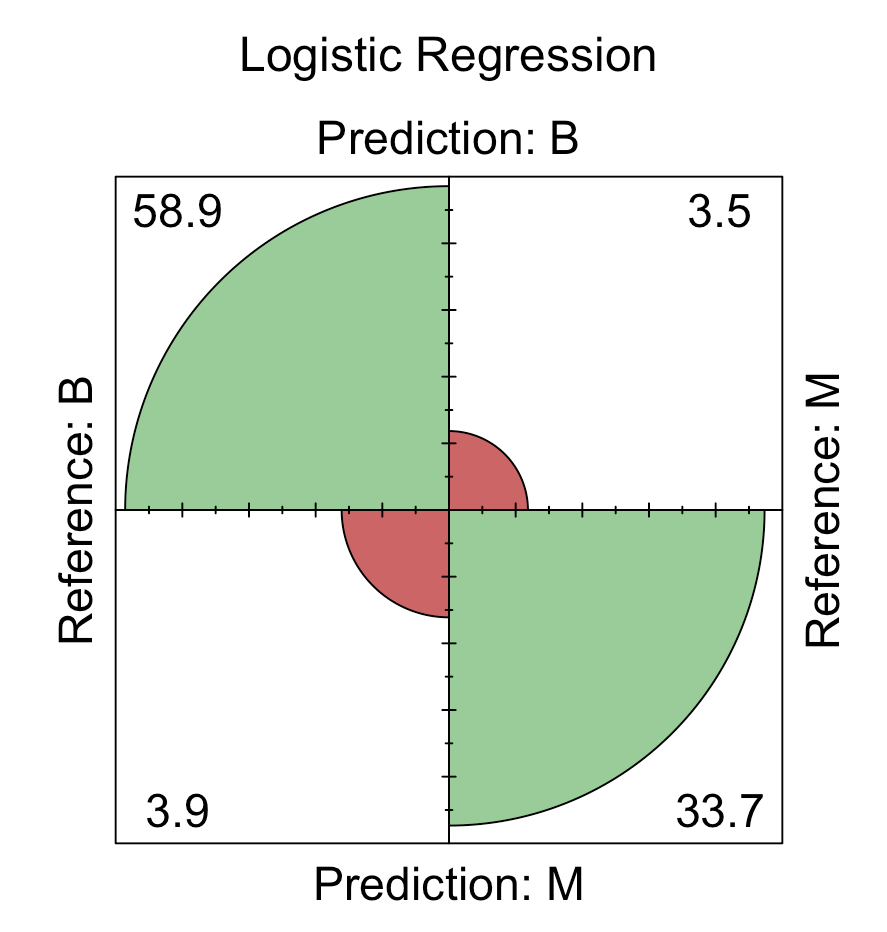 Logistic Regression
Prediction: B
58.9
3.5
Reference: B
Reference: M
3.9
33.7
Prediction: M